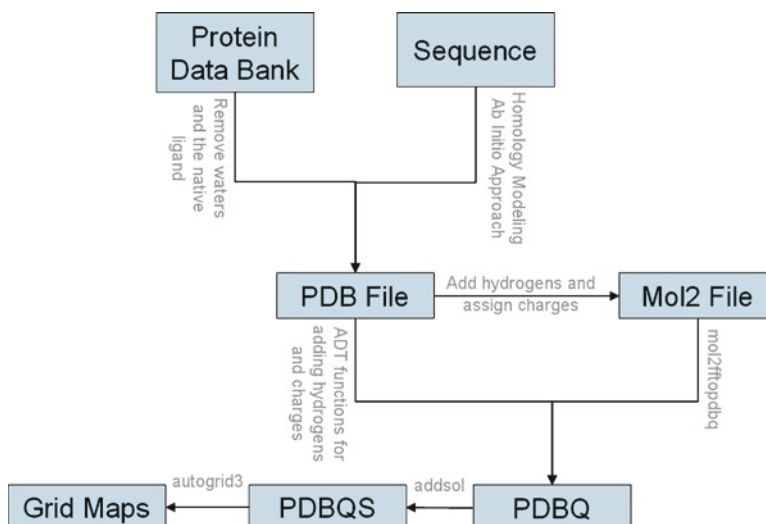 Protein
Data Bank
Sequence
Remove waters
and the native
ligand
Homology Modeling
Ab Initio Approach
PDB File
Add hydrogens and
assign charges
Mol2 File
ADT functions for
adding hydrogens
and charges
mol2fftopdbq
Grid Maps
autogrid3
PDBQS
addsol
PDBQ